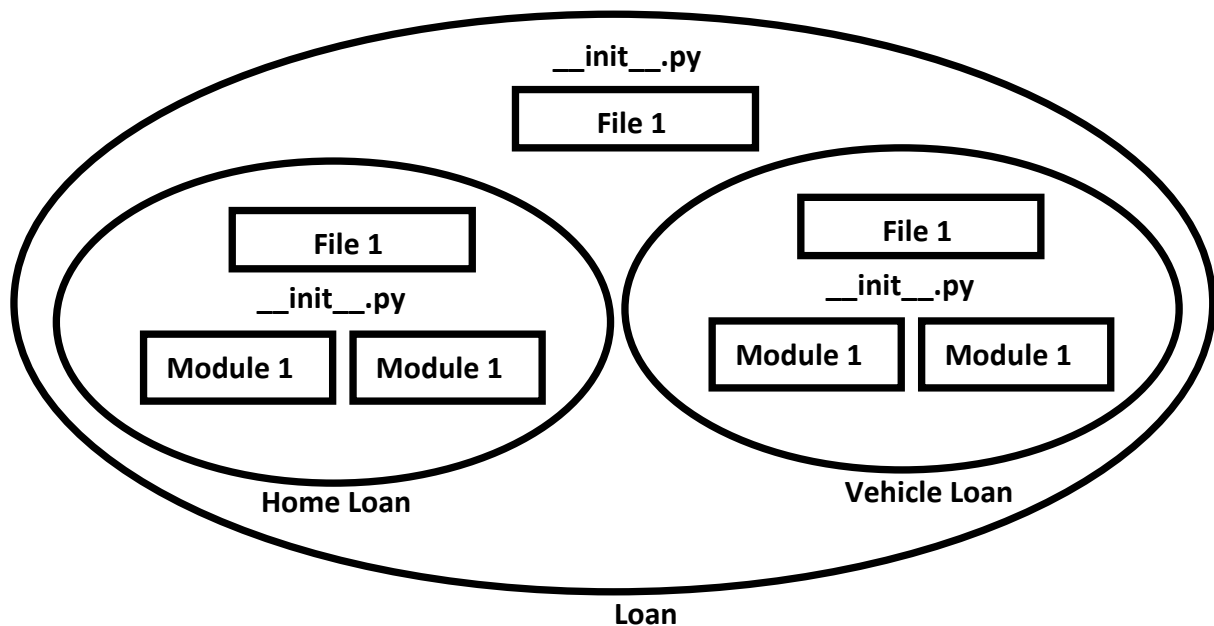 __init__.py
File 1
File 1
__init__.py
Module 1
Module 1
Home Loan
File 1
__init__.py
Module 1
Module 1
Vehicle Loan
Loan